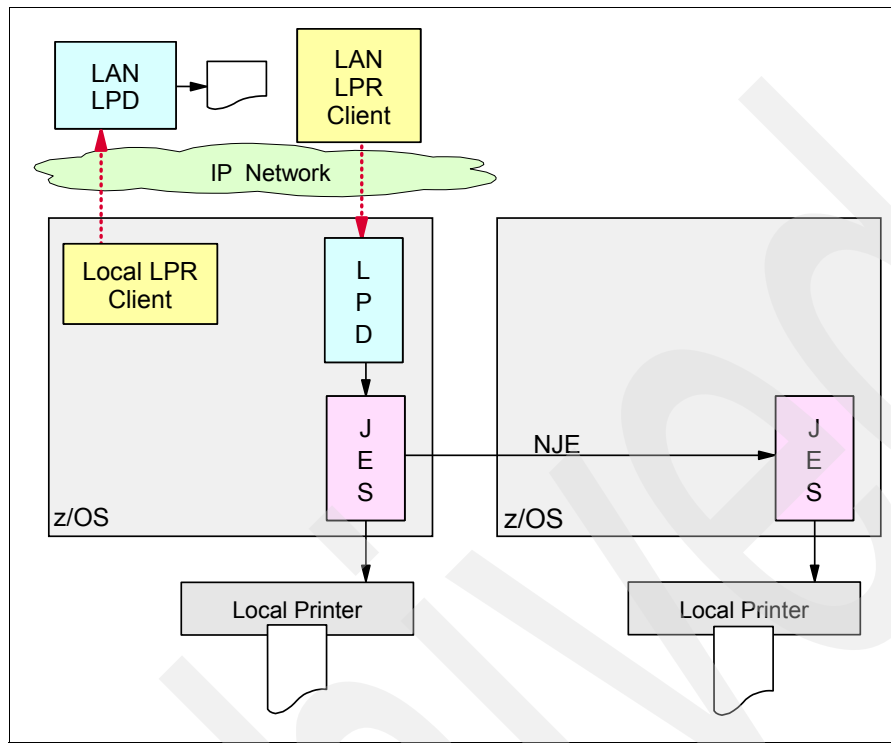 LAN
LPD
LAN
LPR
Client
IP Network
Local LPR
Client
L
P
D
J
E
S
NJE
J
E
S
z/OS
z/OS
Local Printer
Local Printer